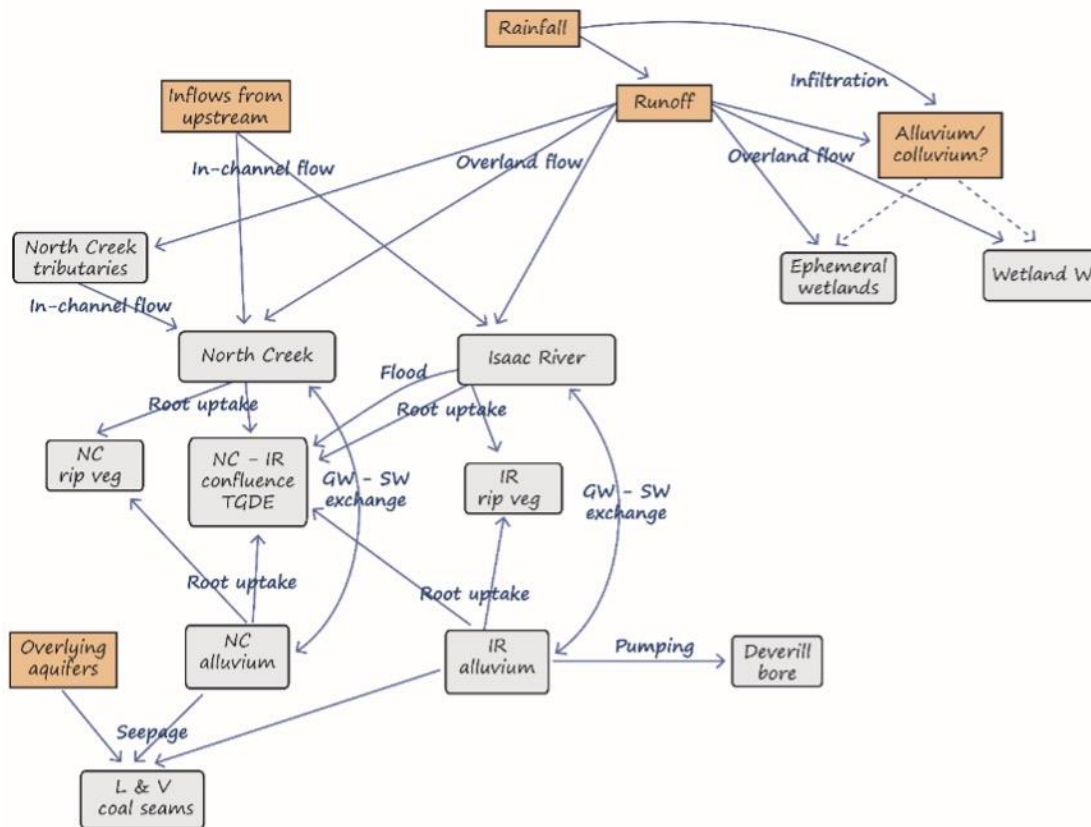 Rainfall
Infiltration
Inflows from
upstream
Runoff
Alluvium/
colluvium?
In-channel flow
Overland flow
Overland flow
North Creek
tributaries
Ephemeral
wetlands
Wetland W
In-channel flow
North Creek
Isaac River
Flood
Root uptake
Root uptake
NC
rip veg
NC - IR
confluence
TGDE
GW - SW
exchange
IR
rip veg
GW - SW
exchange
Root uptake
Root uptake
Overlying
aquifers
NC
alluvium
IR
alluvium
Pumping
Deverill
bore
Seepage
L & V
coal seams